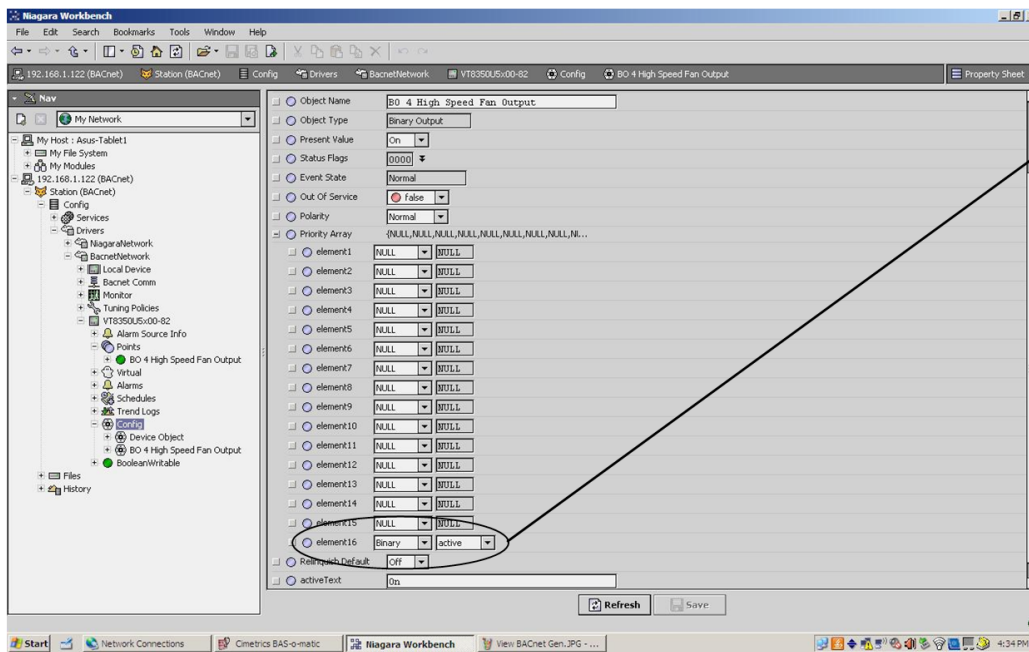 Niagara Workbench
File Edit Search Bookmarks Tools Window Help
192.168.1.122 (BACnet) Station (BACnet) Config Drivers BacnetNetwork VT8350U5x00-82 Config BO 4 High Speed Fan Output Property Sheet
Nav
My Network
My Host : Asus-Tablet1
My File System
My Modules
192.168.1.122 (BACnet)
Station (BACnet)
Config
Services
Drivers
NiagaraNetwork
BacnetNetwork
Local Device
Bacnet Comm
Monitor
Tuning Policies
VT8350U5x00-82
Alarm Source Info
Points
BO 4 High Speed Fan Output
Virtual
Alarms
Schedules
Trend Logs
Config
Device Object
BO 4 High Speed Fan Output
BooleanWritable
Files
History
Object Name BO 4 High Speed Fan Output
Object Type Binary Output
Present Value On
Status Flags 0000
Event State Normal
Out Of Service false
Polarity Normal
Priority Array {NULL,NULL,NULL,NULL,NULL,NULL,NULL,NULL,NI...
element1 NULL NULL
element2 NULL NULL
element3 NULL NULL
element4 NULL NULL
element5 NULL NULL
element6 NULL NULL
element7 NULL NULL
element8 NULL NULL
element9 NULL NULL
element10 NULL NULL
element11 NULL NULL
element12 NULL NULL
element13 NULL NULL
element14 NULL NULL
element15 NULL NULL
element16 Binary active
Relinquish Default Off
activeText On
Refresh Save
Start Network Connections Cimetrics BAS-o-matic Niagara Workbench View BACnet Gen.JPG - ... 4:34 PM